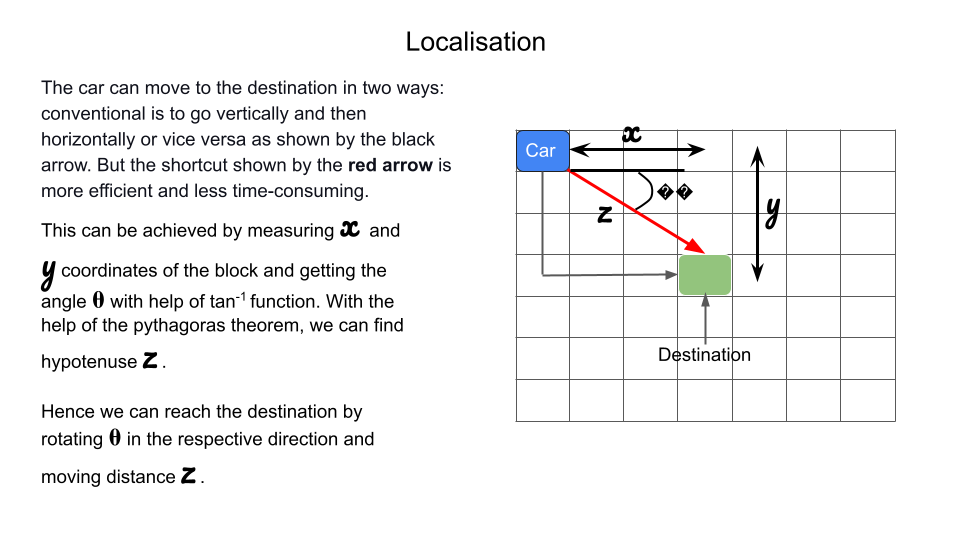 Localisation
The car can move to the destination in two ways:
conventional is to go vertically and then
horizontally or vice versa as shown by the black
arrow. But the shortcut shown by the red arrow is
more efficient and less time-consuming.
This can be achieved by measuring x and
y coordinates of the block and getting the
angle θ with help of tan⁻¹ function. With the
help of the pythagoras theorem, we can find
hypotenuse z .
Hence we can reach the destination by
rotating θ in the respective direction and
moving distance z .
x
Car
��
z
y
Destination